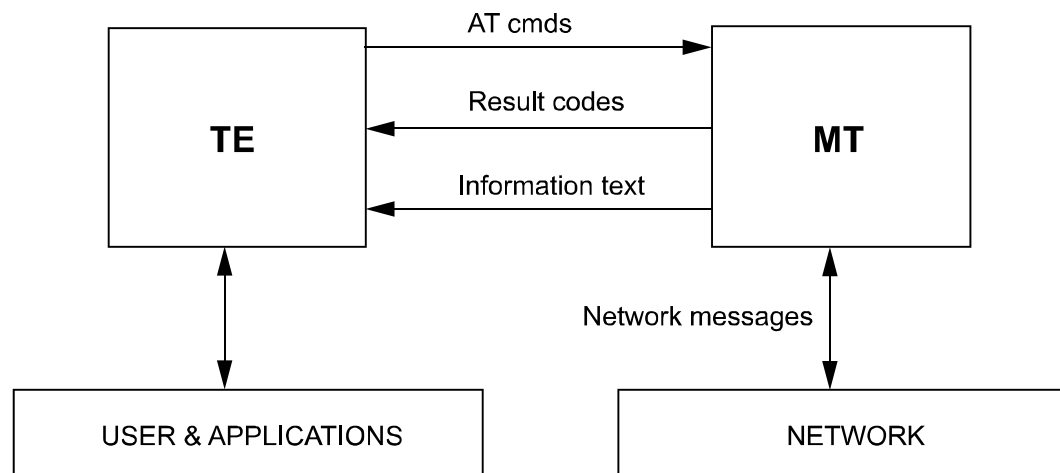 AT cmds
Result codes
TE
MT
Information text
Network messages
USER & APPLICATIONS
NETWORK